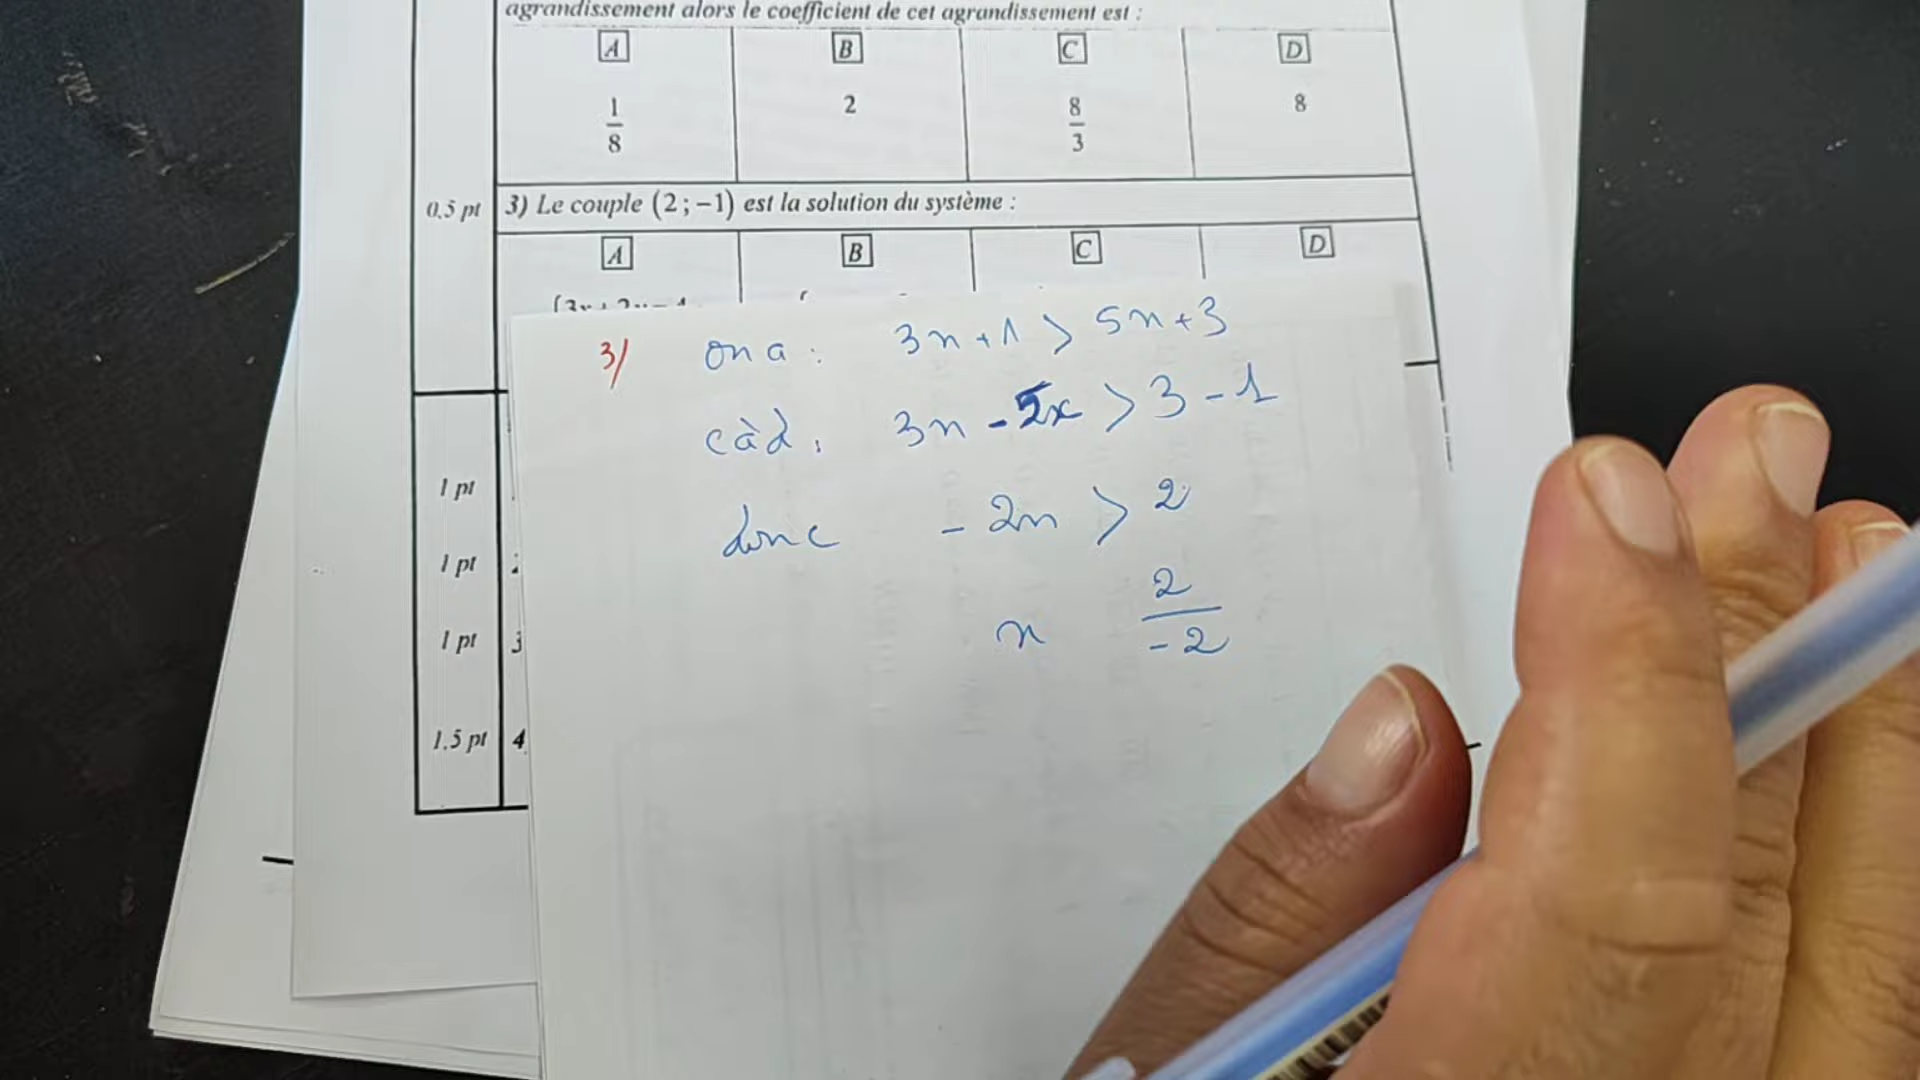 agrandissement alors le coefficient de cet agrandissement est :
A B C D
1/8 2 8/3 8
0,5 pt 3) Le couple (2 ; −1) est la solution du système :
A B C D
3/ on a : 3x + 1 > 5x + 3
càd, 3x - 5x > 3 - 1
donc - 2x > 2
x 2/-2
1 pt
1 pt
1 pt 3
1.5 pt 4